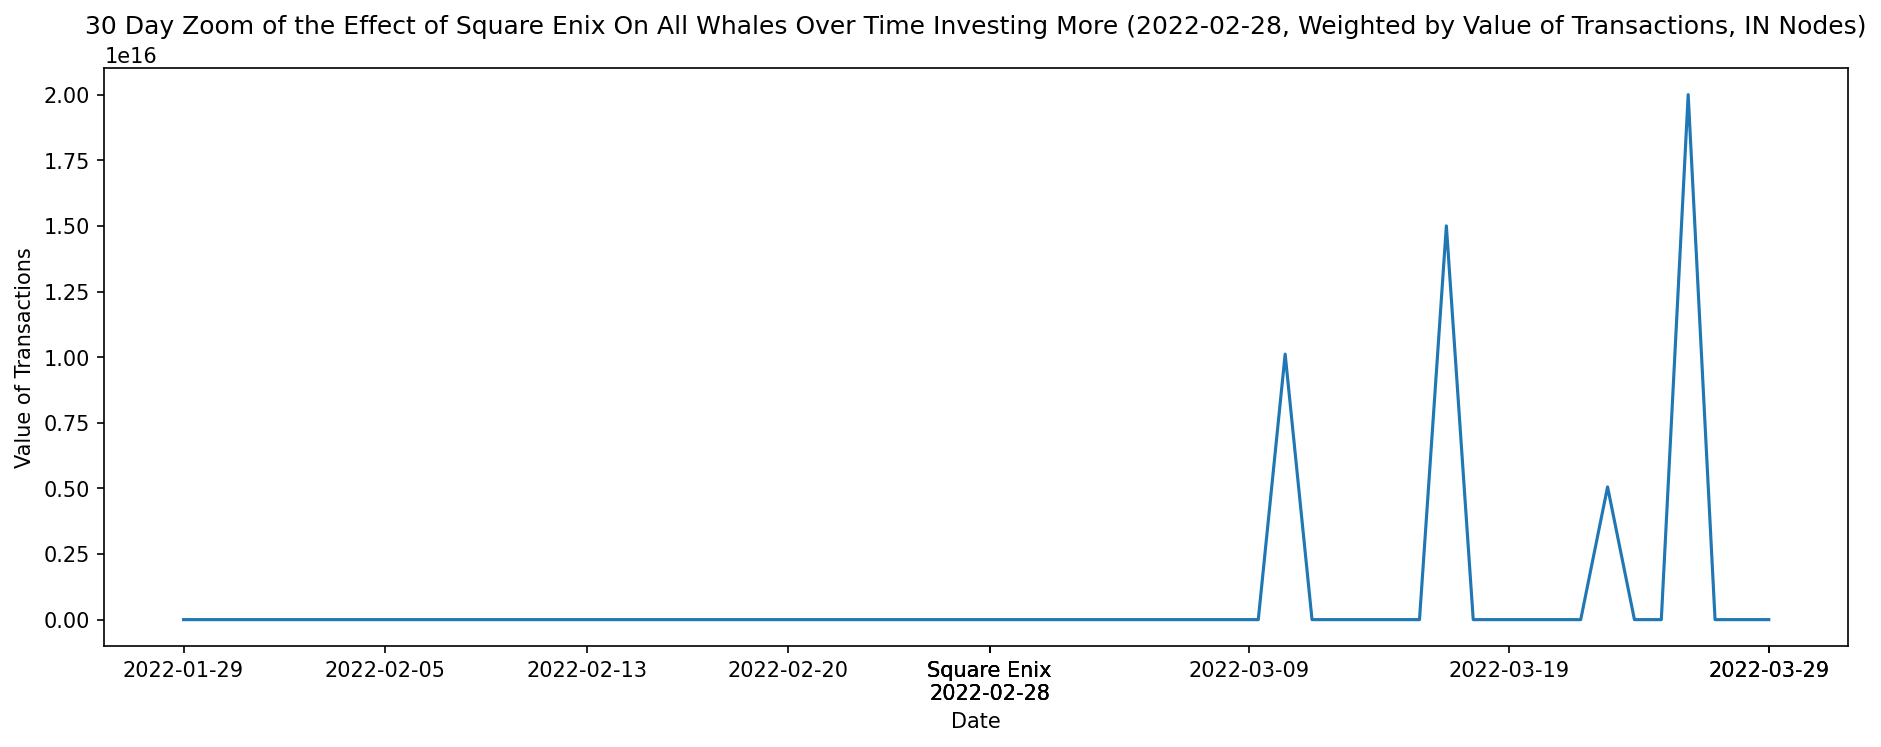 30 Day Zoom of the Effect of Square Enix On All Whales Over Time Investing More (2022-02-28, Weighted by Value of Transactions, IN Nodes)
1e16
2.00
1.75
1.50
1.25
1.00
0.75
0.50
0.25
0.00
Value of Transactions
2022-01-29 2022-02-05 2022-02-13 2022-02-20 Square Enix 2022-03-09 2022-03-19 2022-03-29
2022-02-28
Date